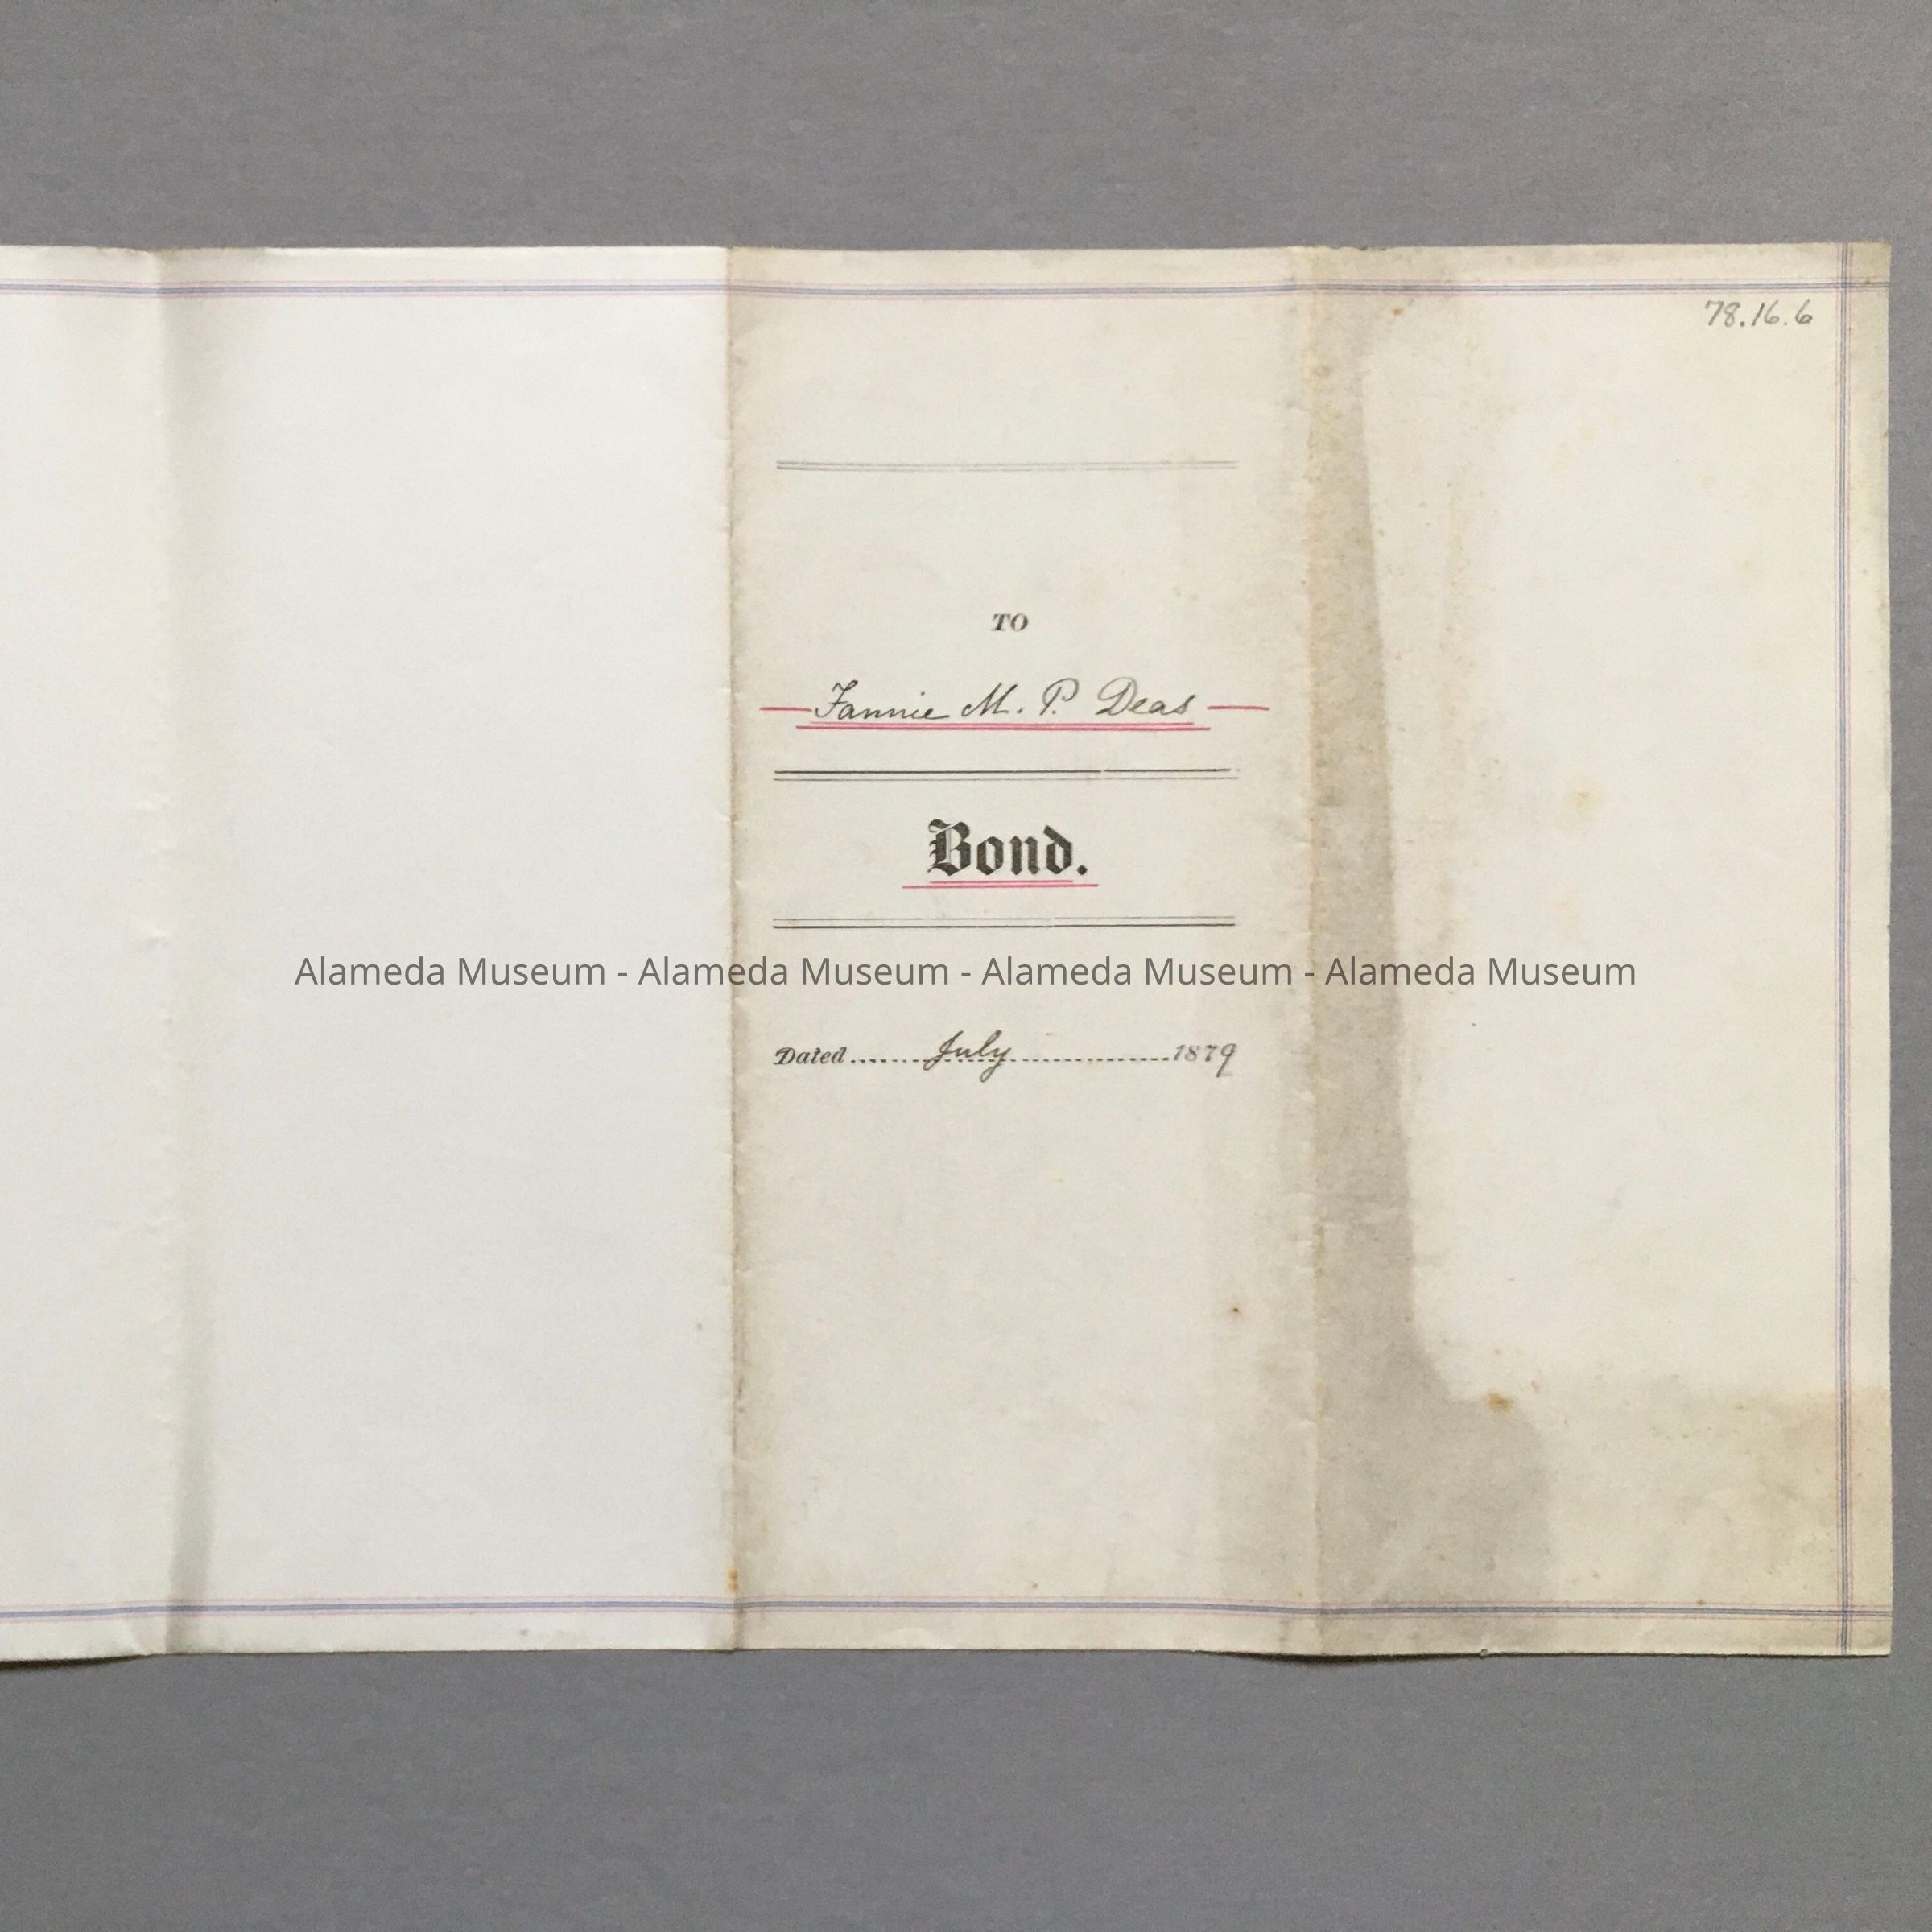 78.16.6
TO
Fannie M. P. Deas
Bond.
Alameda Museum - Alameda Museum - Alameda Museum - Alameda Museum
Dated........July....................1879